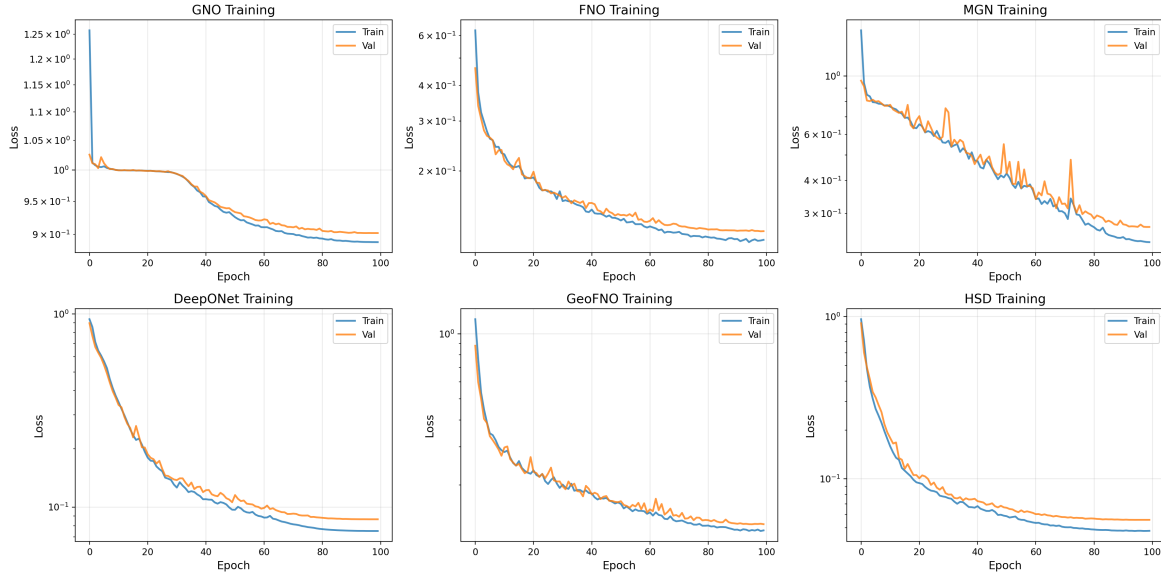 GNO Training
1.25 × 10⁰
1.2 × 10⁰
1.15 × 10⁰
1.1 × 10⁰
1.05 × 10⁰
10⁰
9.5 × 10⁻¹
9 × 10⁻¹
Loss
0 20 40 60 80 100
Epoch
Train
Val
FNO Training
6 × 10⁻¹
4 × 10⁻¹
3 × 10⁻¹
2 × 10⁻¹
Loss
0 20 40 60 80 100
Epoch
Train
Val
MGN Training
10⁰
6 × 10⁻¹
4 × 10⁻¹
3 × 10⁻¹
Loss
0 20 40 60 80 100
Epoch
Train
Val
DeepONet Training
10⁰
10⁻¹
Loss
0 20 40 60 80 100
Epoch
Train
Val
GeoFNO Training
10⁰
Loss
0 20 40 60 80 100
Epoch
Train
Val
HSD Training
10⁰
10⁻¹
Loss
0 20 40 60 80 100
Epoch
Train
Val